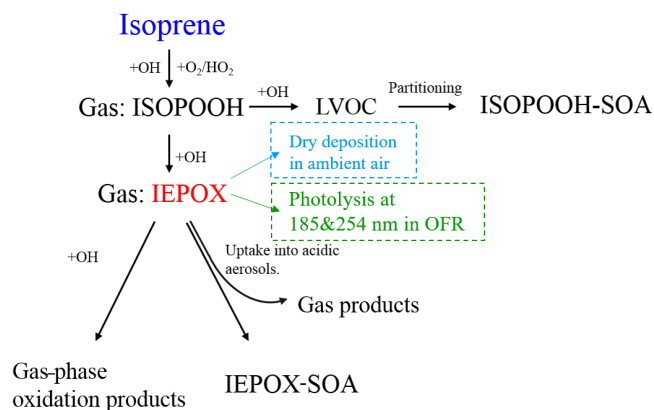 Isoprene
+OH +O₂/HO₂
Gas: ISOPOOH +OH LVOC Partitioning ISOPOOH-SOA
+OH
Dry deposition
in ambient air
Gas: IEPOX
Photolysis at
185&254 nm in OFR
+OH
Uptake into acidic
aerosols.
Gas products
Gas-phase
oxidation products
IEPOX-SOA